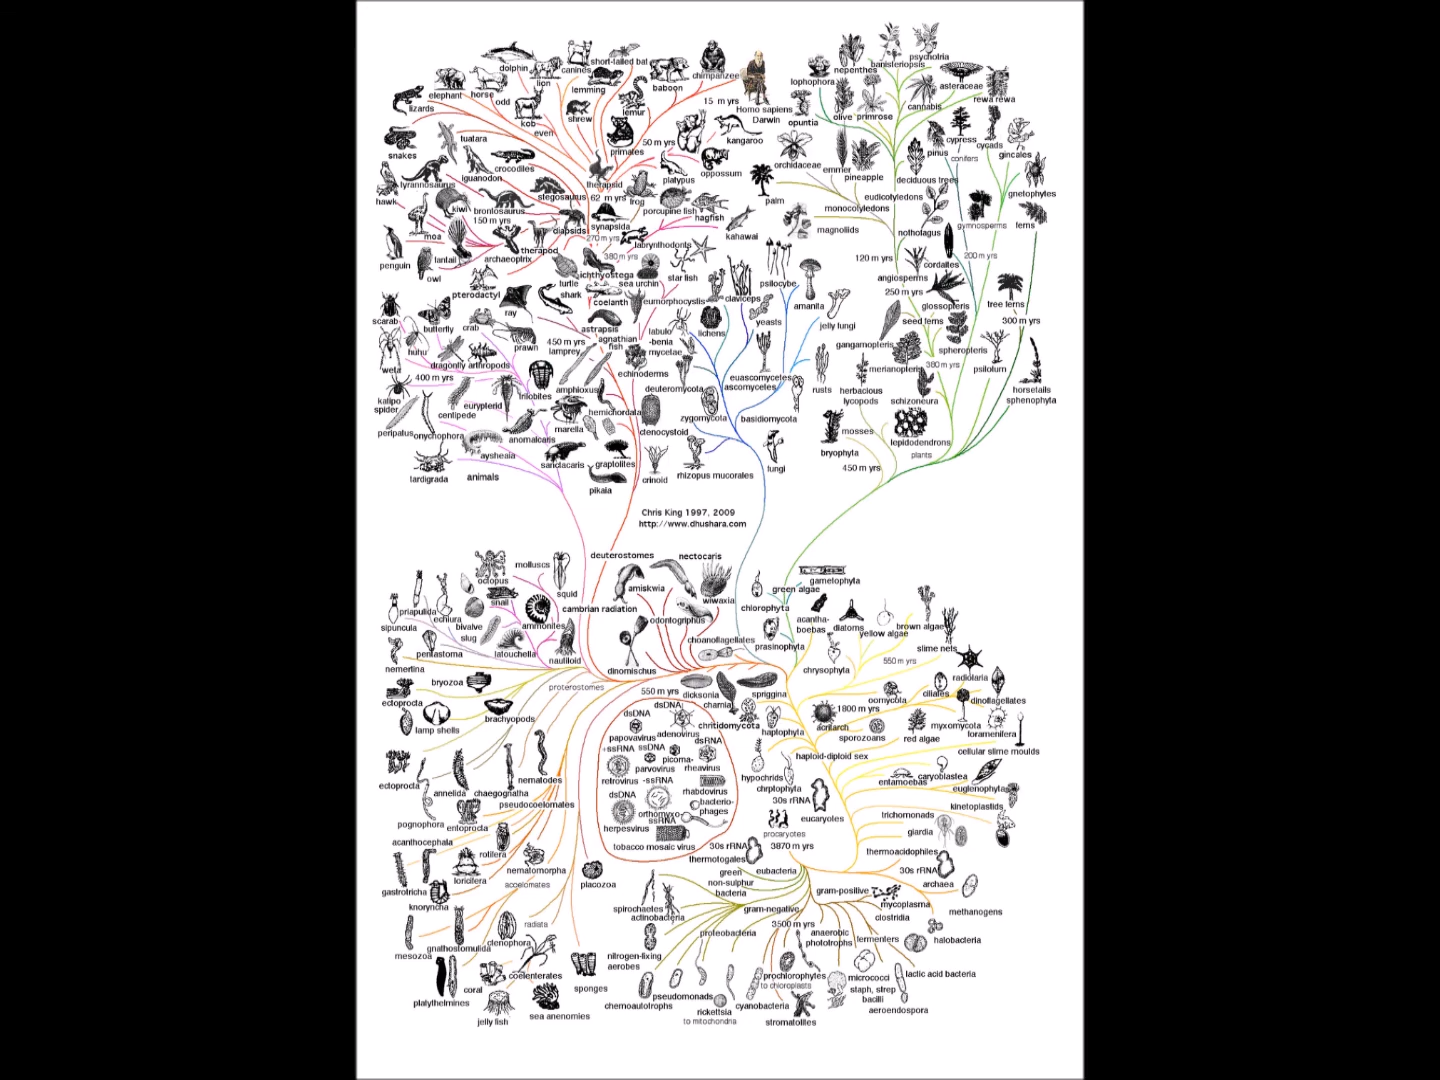 dolphin
canines
short-tailed bat
lion
elephant
horse
odd
lemming
baboon
chimpanzee
15 m yrs
Homo sapiens
Darwin
lizards
kob
even
shrew
lemur
primates
50 m yrs
kangaroo
snakes
tuatara
crocodiles
iguanodon
therapsid
platypus
oppossum
tyrannosaurus
hawk
stegosaurus
62 m yrs
frog
porcupine fish
hagfish
kiwi
brontosaurus
150 m yrs
synapsida
diapsids
270 m yrs
kahawai
moa
penguin
owl
archaeoptrix
therapod
labrynthodonts
380 m yrs
star fish
ichthyostega
turtle
sea urchin
pterodactyl
ray
shark
coelanth
eumorphocystis
scarab
butterfly
crab
prawn
astrapsis
450 m yrs
agnathian
fish
lamprey
labulo
-benia
mycelae
huhu
weta
dragonfly
arthropods
400 m yrs
echinoderms
katipo
spider
trilobites
amphioxus
hemichordata
centipede
eurypterid
marella
ctenocystoid
peripatus
onychophora
anomalcaris
aysheaia
sanctacaris
graptolites
crinoid
pikaia
animals
nepenthes
banisteriopsis
psychotria
lophophora
asteraceae
rewa rewa
opuntia
olive
primrose
cannabis
cypress
cycads
pinus
conifers
gincales
orchidaceae
emmer
pineapple
deciduous trees
gnetophytes
palm
eudicotyledons
monocotyledons
magnoliids
nothofagus
gymnosperms
ferns
200 m yrs
120 m yrs
cordaites
angiosperms
250 m yrs
glossopteris
tree ferns
300 m yrs
seed ferns
gangamopteris
spheropteris
380 m yrs
psilotum
herbacious
lycopods
schizoneura
horsetails
sphenophyta
mosses
lepidodendrons
bryophyta
plants
450 m yrs
psilocybe
amanita
claviceps
yeasts
jelly fungi
lichens
euascomycetes
ascomycetes
rusts
deuteromycota
zygomycota
basidiomycota
rhizopus mucorales
fungi
Chris King 1997, 2009
http://www.dhushara.com
deuterostomes
nectocaris
molluscs
octopus
squid
amiskwia
wiwaxia
snail
cambrian radiation
odontogriphus
priapulida
echiura
bivalve
sipuncula
slug
ammonites
latouchella
nautiloid
choanoflagellates
dinomischus
pentastoma
nemertina
bryozoa
proterostomes
550 m yrs
dicksonia
charnia
spriggina
ectoprocta
brachyopods
lamp shells
gametophyta
green algae
chlorophyta
prasinophyta
acantha-
boebas
diatoms
yellow algae
brown algae
slime nets
chrysophyta
550 m yrs
radiolaria
oomycota
ciliates
dinoflagellates
1800 m yrs
acritarch
sporozoans
red algae
myxomycota
foramenifera
chritidomycota
haptophyta
haploid-diploid sex
cellular slime moulds
entamoebas
caryoblastea
euglenophyta
kinetoplastids
hypochrids
30s rRNA
eucaryotes
trichomonads
giardia
procaryotes
3870 m yrs
thermoacidophiles
30s rRNA
archaea
methanogens
dsDNA
dsDNA
papovavirus
adenovirus
dsRNA
+ssRNA
ssDNA
picoma-
parvovirus
rheavirus
retrovirus
-ssRNA
rhabdovirus
dsDNA
bacterio-
phages
orthomyxo-
ssRNA
herpesvirus
tobacco mosaic virus
ectoprocta
annelida
chaegognatha
nematodes
pseudocoelomates
pognophora
entoprocta
acanthocephala
rotifera
loricifera
gastrotricha
knoryncha
nematomorpha
accelomates
placozoa
radiata
mesozoa
gnathostomulida
ctenophora
coelenterates
coral
platythelmines
jelly fish
sea anenomies
sponges
30s rRNA
thermotogales
green
non-sulphur
bacteria
eubacteria
spirochaetes
actinobacteria
gram-negative
gram-positive
mycoplasma
clostridia
3500 m yrs
proteobacteria
anaerobic
phototrophs
fermenters
halobacteria
nitrogen-fixing
aerobes
chemoautotrophs
pseudomonads
rickettsia
to mitochondria
cyanobacteria
prochlorophytes
to chloroplasts
stromatolites
micrococci
staph, strep
bacilli
lactic acid bacteria
aeroendospora